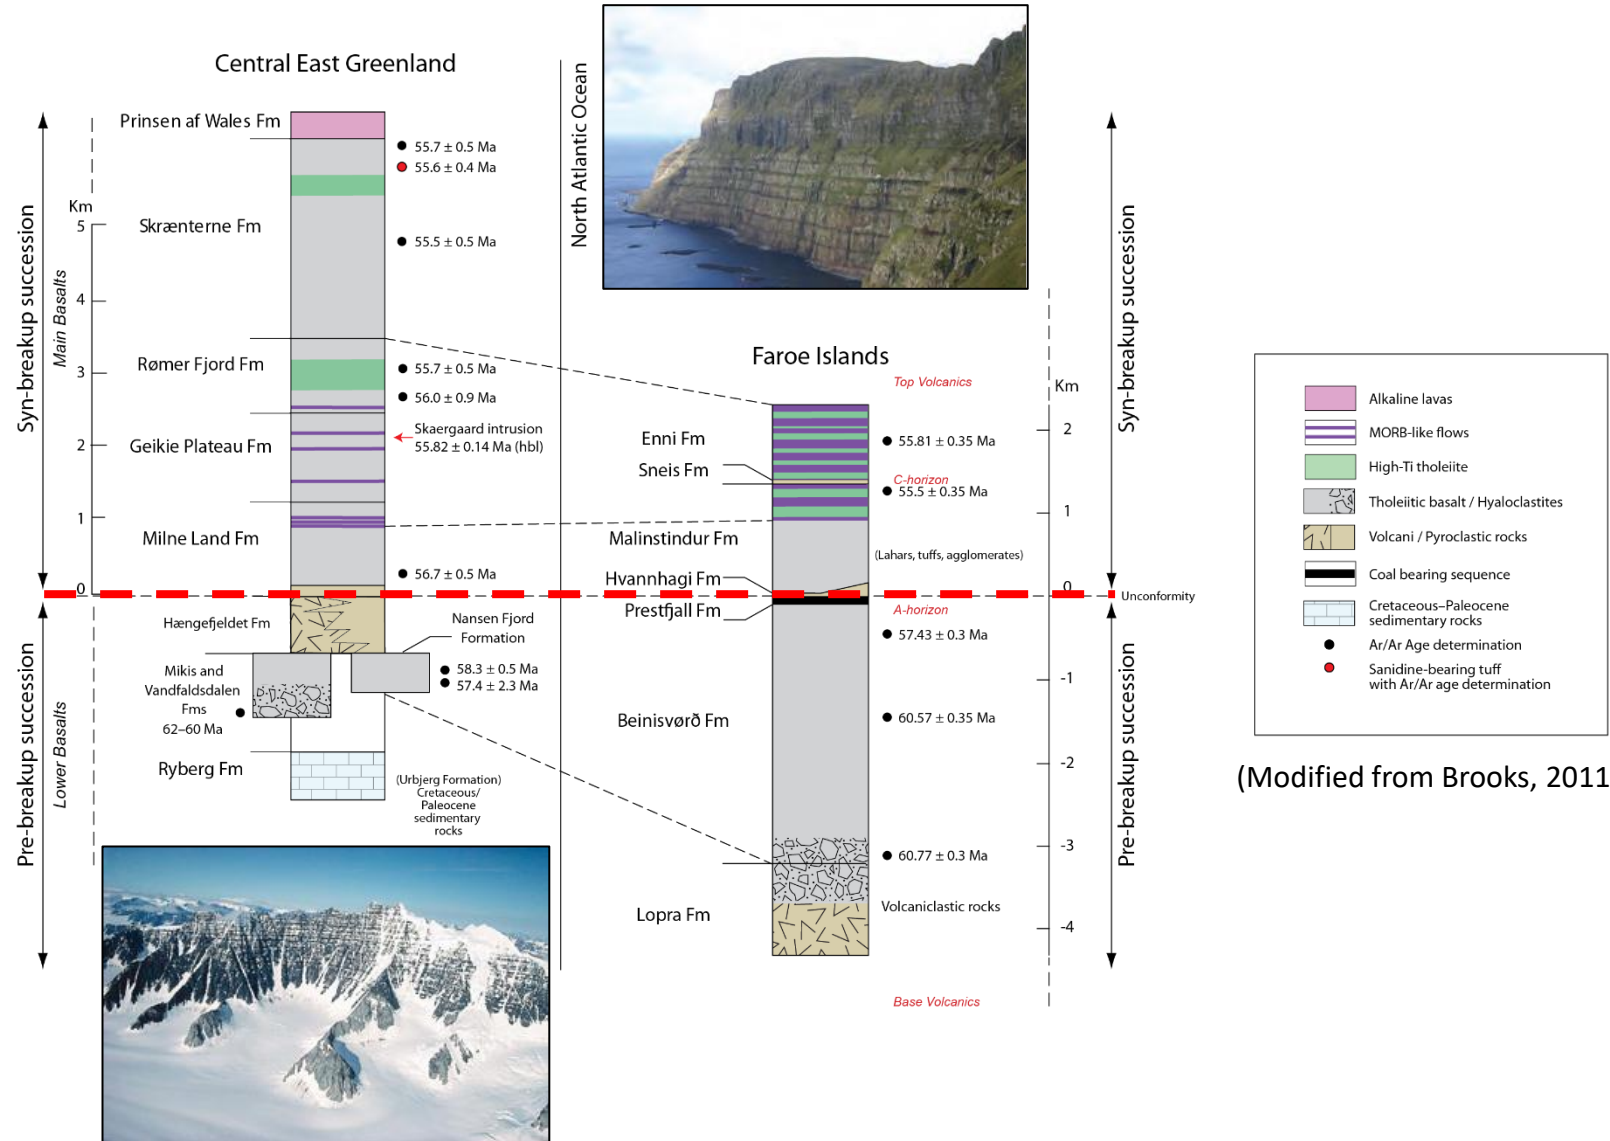 Central East Greenland
Prinsen af Wales Fm
55.7 ± 0.5 Ma
55.6 ± 0.4 Ma
Km
5
Skrænterne Fm
55.5 ± 0.5 Ma
4
Rømer Fjord Fm
3
55.7 ± 0.5 Ma
56.0 ± 0.9 Ma
Skaergaard intrusion
55.82 ± 0.14 Ma (hbl)
Geikie Plateau Fm
2
1
Milne Land Fm
56.7 ± 0.5 Ma
0
Hængefjeldet Fm
Nansen Fjord
Formation
Mikis and
Vandfaldsdalen
Fms
62–60 Ma
58.3 ± 0.5 Ma
57.4 ± 2.3 Ma
Ryberg Fm
(Urbjerg Formation)
Cretaceous/
Paleocene
sedimentary
rocks
Syn-breakup succession
Main Basalts
Pre-breakup succession
Lower Basalts
North Atlantic Ocean
Faroe Islands
Top Volcanics
Km
Enni Fm
55.81 ± 0.35 Ma
2
Sneis Fm
C-horizon
55.5 ± 0.35 Ma
1
Malinstindur Fm
(Lahars, tuffs, agglomerates)
Hvannhagi Fm
0
Unconformity
Prestfjall Fm
A-horizon
57.43 ± 0.3 Ma
-1
Beinisvørð Fm
60.57 ± 0.35 Ma
-2
-3
60.77 ± 0.3 Ma
Lopra Fm
Volcaniclastic rocks
-4
Base Volcanics
Syn-breakup succession
Pre-breakup succession
Alkaline lavas
MORB-like flows
High-Ti tholeiite
Tholeiitic basalt / Hyaloclastites
Volcani / Pyroclastic rocks
Coal bearing sequence
Cretaceous–Paleocene
sedimentary rocks
Ar/Ar Age determination
Sanidine-bearing tuff
with Ar/Ar age determination
(Modified from Brooks, 2011